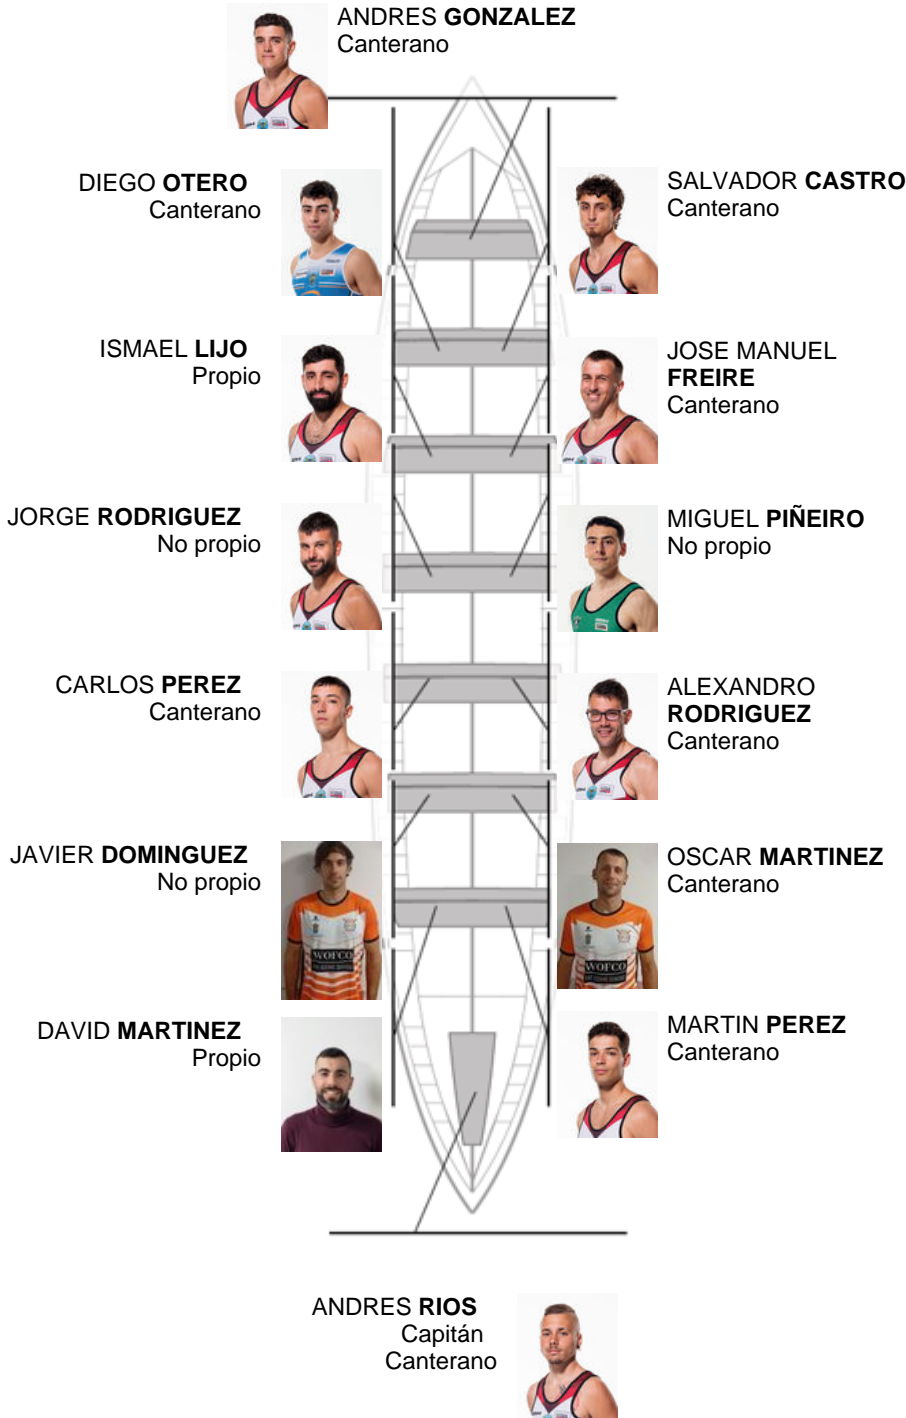 ANDRES GONZALEZ
Canterano
DIEGO OTERO
Canterano
SALVADOR CASTRO
Canterano
ISMAEL LIJO
Propio
JOSE MANUEL
FREIRE
Canterano
JORGE RODRIGUEZ
No propio
MIGUEL PIÑEIRO
No propio
CARLOS PEREZ
Canterano
ALEXANDRO
RODRIGUEZ
Canterano
JAVIER DOMINGUEZ
No propio
WOFCO
OSCAR MARTINEZ
Canterano
WOFCO
DAVID MARTINEZ
Propio
MARTIN PEREZ
Canterano
ANDRES RIOS
Capitán
Canterano